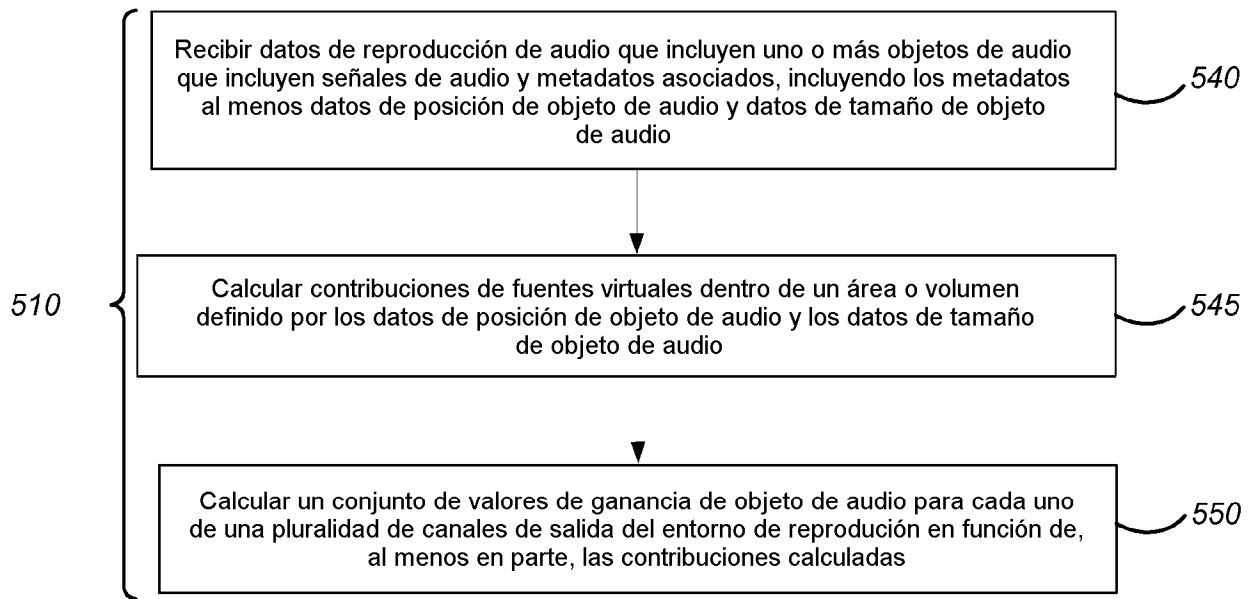 Recibir datos de reproducción de audio que incluyen uno o más objetos de audio
que incluyen señales de audio y metadatos asociados, incluyendo los metadatos
al menos datos de posición de objeto de audio y datos de tamaño de objeto
de audio
540
Calcular contribuciones de fuentes virtuales dentro de un área o volumen
definido por los datos de posición de objeto de audio y los datos de tamaño
de objeto de audio
510
545
Calcular un conjunto de valores de ganancia de objeto de audio para cada uno
de una pluralidad de canales de salida del entorno de reprodución en función de,
al menos en parte, las contribuciones calculadas
550